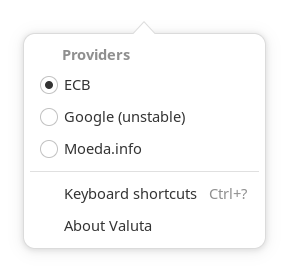 Providers
ECB
Google (unstable)
Moeda.info
Keyboard shortcuts Ctrl+?
About Valuta